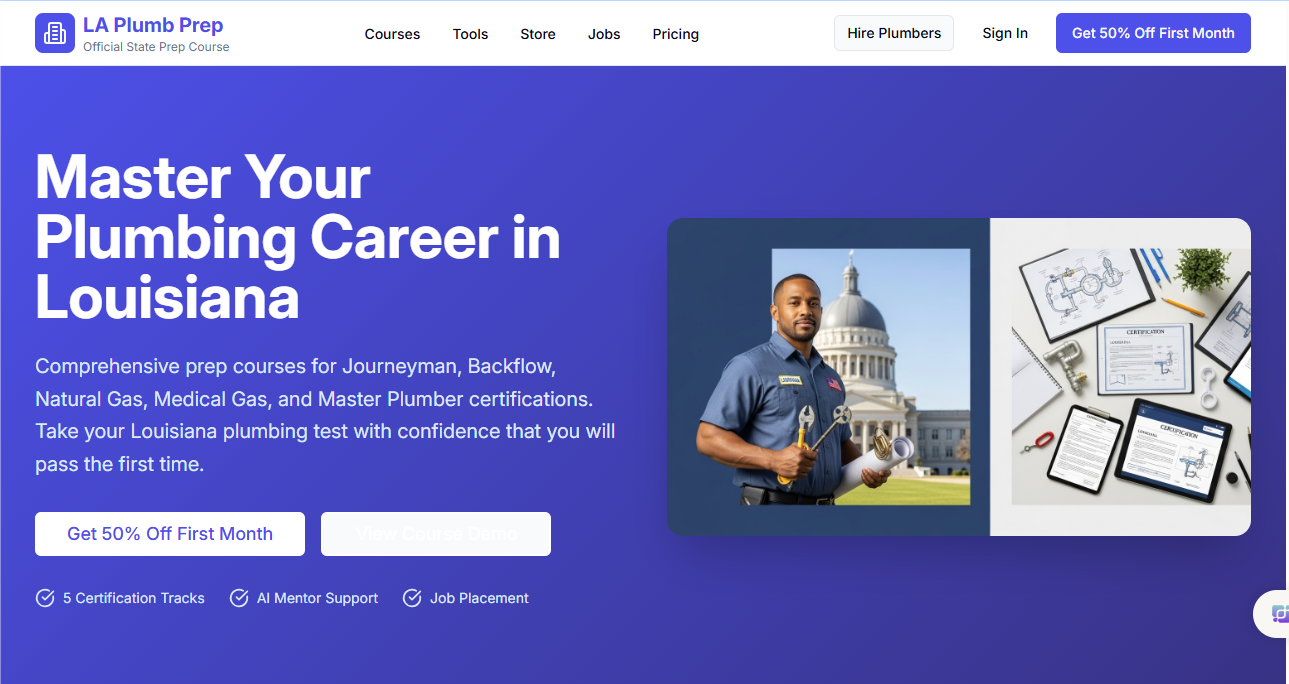 LA Plumb Prep
Official State Prep Course
Courses
Tools
Store
Jobs
Pricing
Hire Plumbers
Sign In
Get 50% Off First Month
Master Your
Plumbing Career in
Louisiana
Comprehensive prep courses for Journeyman, Backflow,
Natural Gas, Medical Gas, and Master Plumber certifications.
Take your Louisiana plumbing test with confidence that you will
pass the first time.
Get 50% Off First Month
View Course Demo
5 Certification Tracks
AI Mentor Support
Job Placement
CERTIFICATION